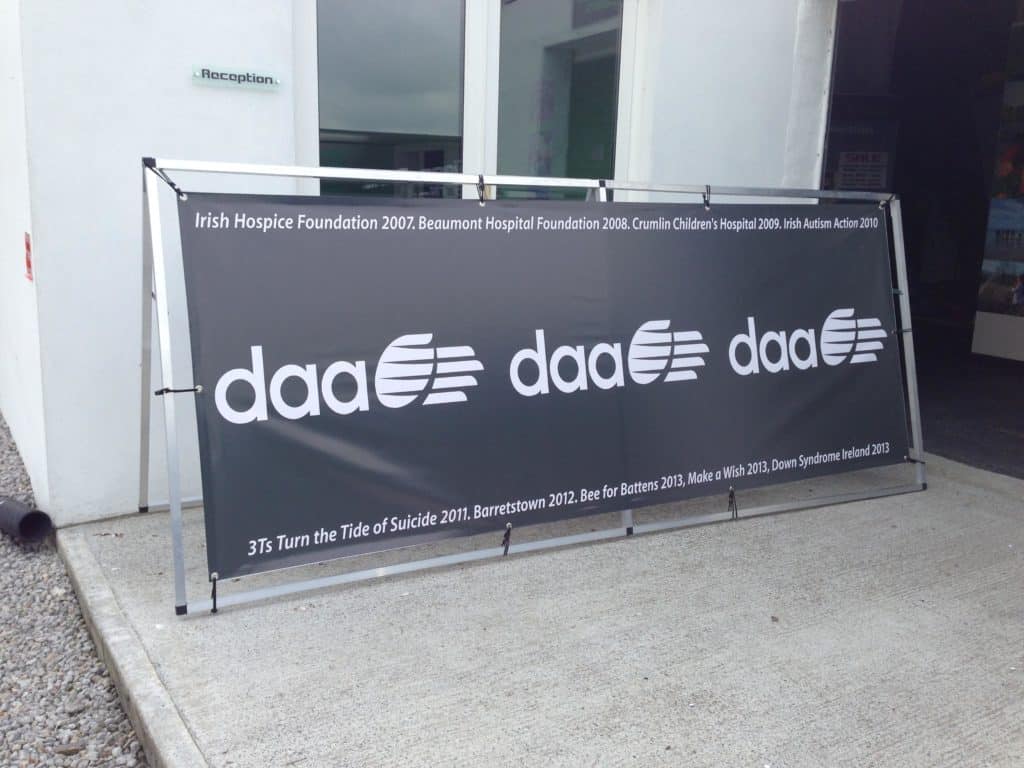 Reception
SALE
Irish Hospice Foundation 2007. Beaumont Hospital Foundation 2008. Crumlin Children's Hospital 2009. Irish Autism Action 2010
daa daa daa
3Ts Turn the Tide of Suicide 2011. Barretstown 2012. Bee for Battens 2013, Make a Wish 2013, Down Syndrome Ireland 2013